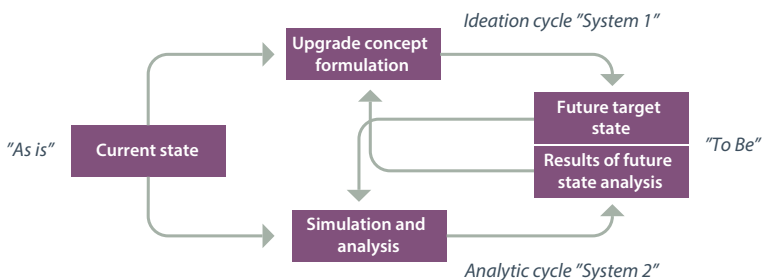 Ideation cycle ”System 1”
Upgrade concept
formulation
Future target
state
”As is”
Current state
”To Be”
Results of future
state analysis
Simulation and
analysis
Analytic cycle ”System 2”